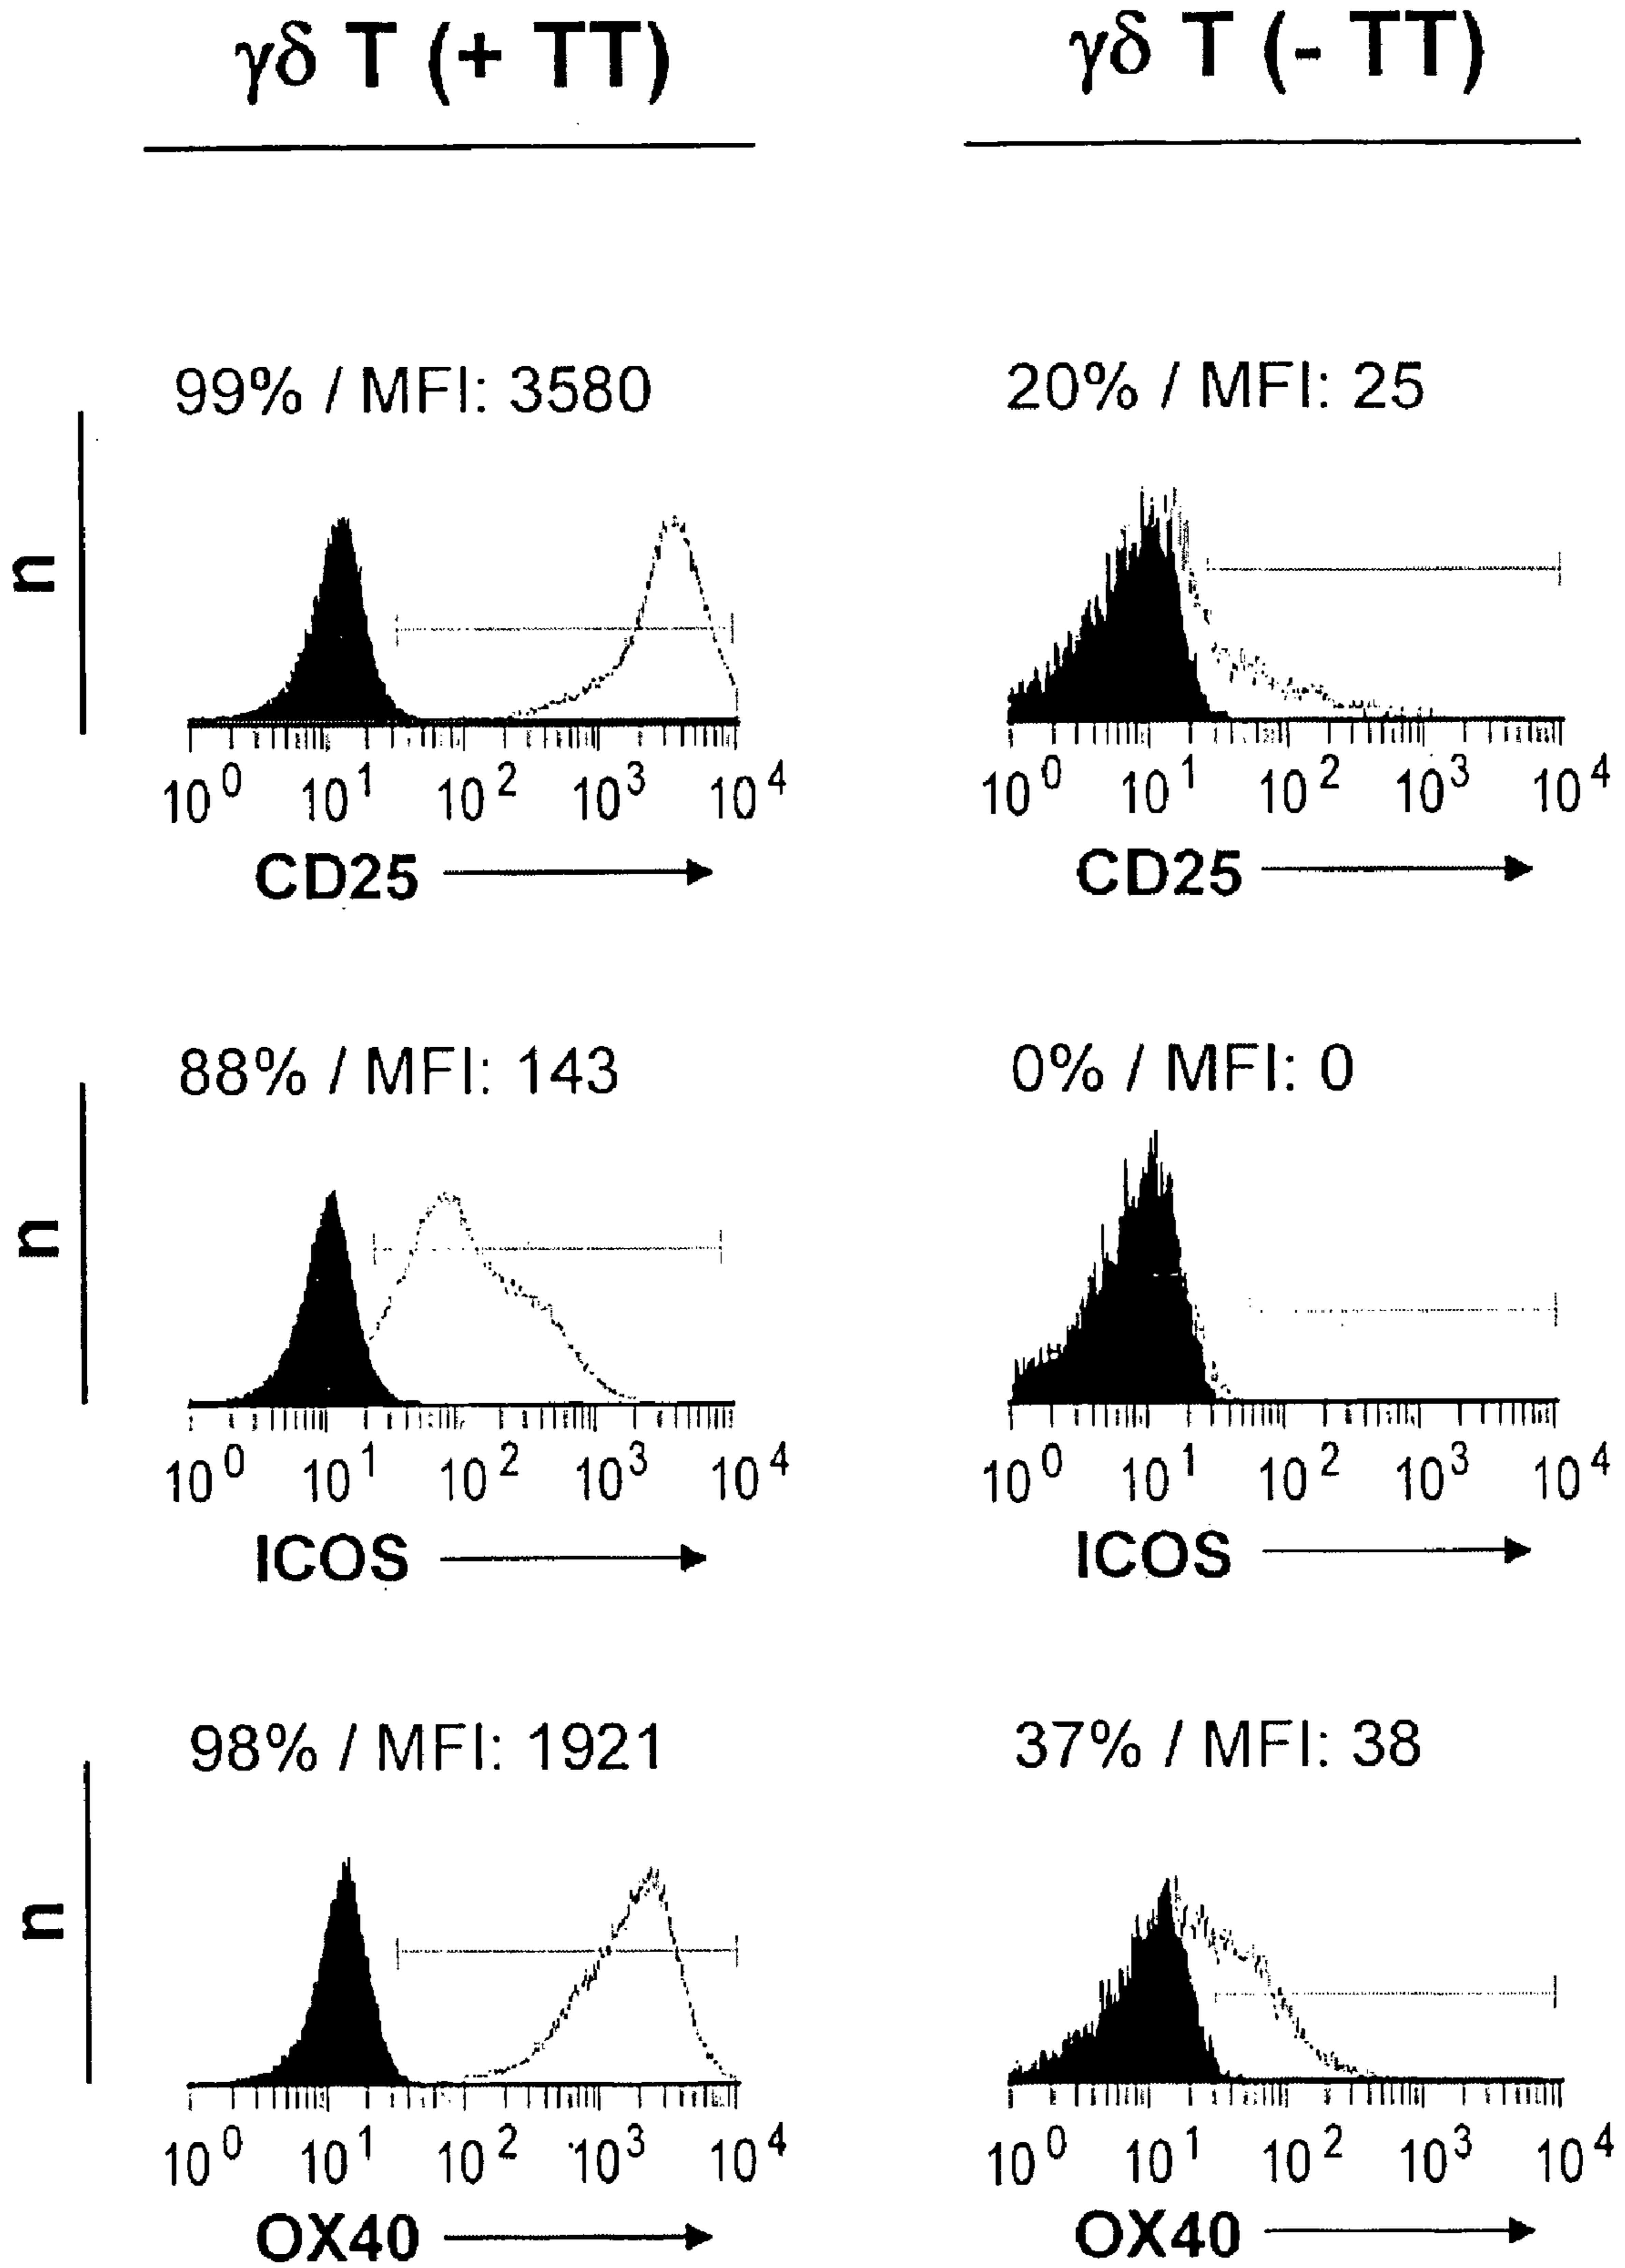 γδ T (+ TT) γδ T (- TT)
99% / MFI: 3580 20% / MFI: 25
n
10^0 10^1 10^2 10^3 10^4 10^0 10^1 10^2 10^3 10^4
CD25 CD25
88% / MFI: 143 0% / MFI: 0
n
10^0 10^1 10^2 10^3 10^4 10^0 10^1 10^2 10^3 10^4
ICOS ICOS
98% / MFI: 1921 37% / MFI: 38
n
10^0 10^1 10^2 10^3 10^4 10^0 10^1 10^2 10^3 10^4
OX40 OX40